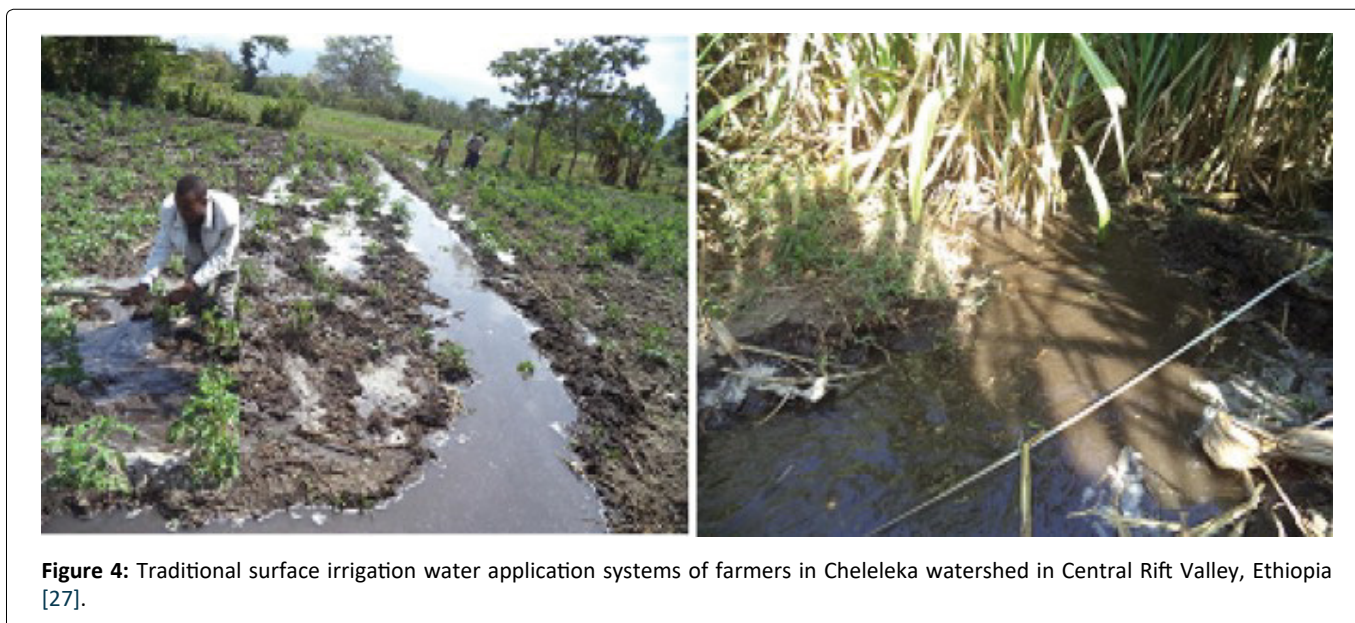 Figure 4: Traditional surface irrigation water application systems of farmers in Cheleleka watershed in Central Rift Valley, Ethiopia
[27].